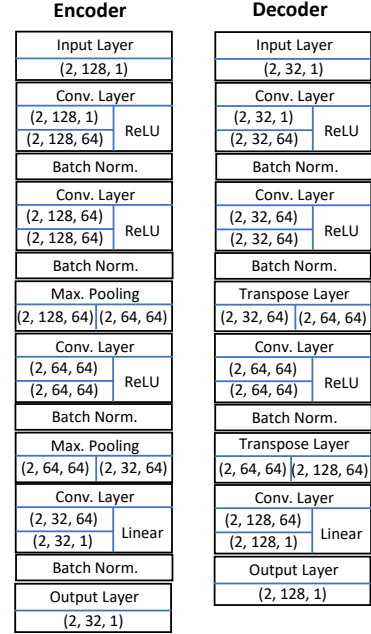 Encoder
Input Layer
(2, 128, 1)
Conv. Layer
(2, 128, 1)
ReLU
(2, 128, 64)
Batch Norm.
Conv. Layer
(2, 128, 64)
ReLU
(2, 128, 64)
Batch Norm.
Max. Pooling
(2, 128, 64) (2, 64, 64)
Conv. Layer
(2, 64, 64)
ReLU
(2, 64, 64)
Batch Norm.
Max. Pooling
(2, 64, 64) (2, 32, 64)
Conv. Layer
(2, 32, 64)
Linear
(2, 32, 1)
Batch Norm.
Output Layer
(2, 32, 1)
Decoder
Input Layer
(2, 32, 1)
Conv. Layer
(2, 32, 1)
ReLU
(2, 32, 64)
Batch Norm.
Conv. Layer
(2, 32, 64)
ReLU
(2, 32, 64)
Batch Norm.
Transpose Layer
(2, 32, 64) (2, 64, 64)
Conv. Layer
(2, 64, 64)
ReLU
(2, 64, 64)
Batch Norm.
Transpose Layer
(2, 64, 64) (2, 128, 64)
Conv. Layer
(2, 128, 64)
Linear
(2, 128, 1)
Output Layer
(2, 128, 1)